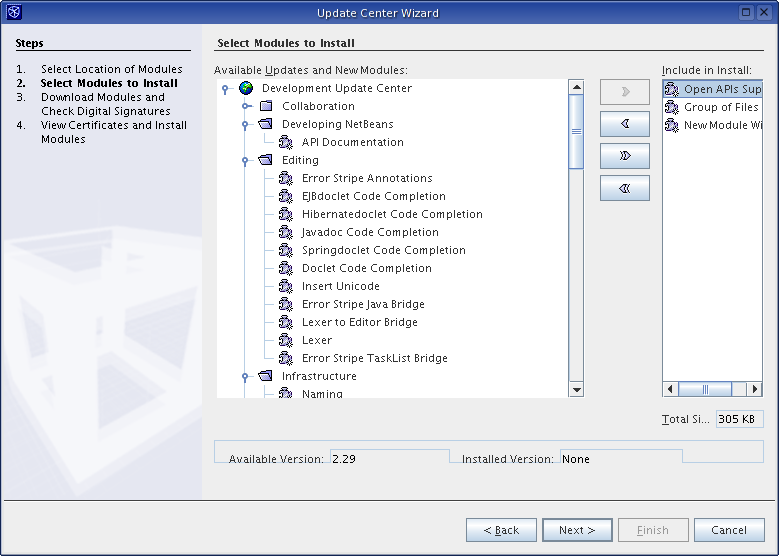 Update Center Wizard
Steps
1. Select Location of Modules
2. Select Modules to Install
3. Download Modules and
Check Digital Signatures
4. View Certificates and Install
Modules
Select Modules to Install
Available Updates and New Modules:
Development Update Center
Collaboration
Developing NetBeans
API Documentation
Editing
Error Stripe Annotations
EJBdoclet Code Completion
Hibernatedoclet Code Completion
Javadoc Code Completion
Springdoclet Code Completion
Doclet Code Completion
Insert Unicode
Error Stripe Java Bridge
Lexer to Editor Bridge
Lexer
Error Stripe TaskList Bridge
Infrastructure
Naming
Include in Install:
Open APIs Sup
Group of Files
New Module Wi
Total Si... 305 KB
Available Version: 2.29 Installed Version: None
< Back Next > Finish Cancel